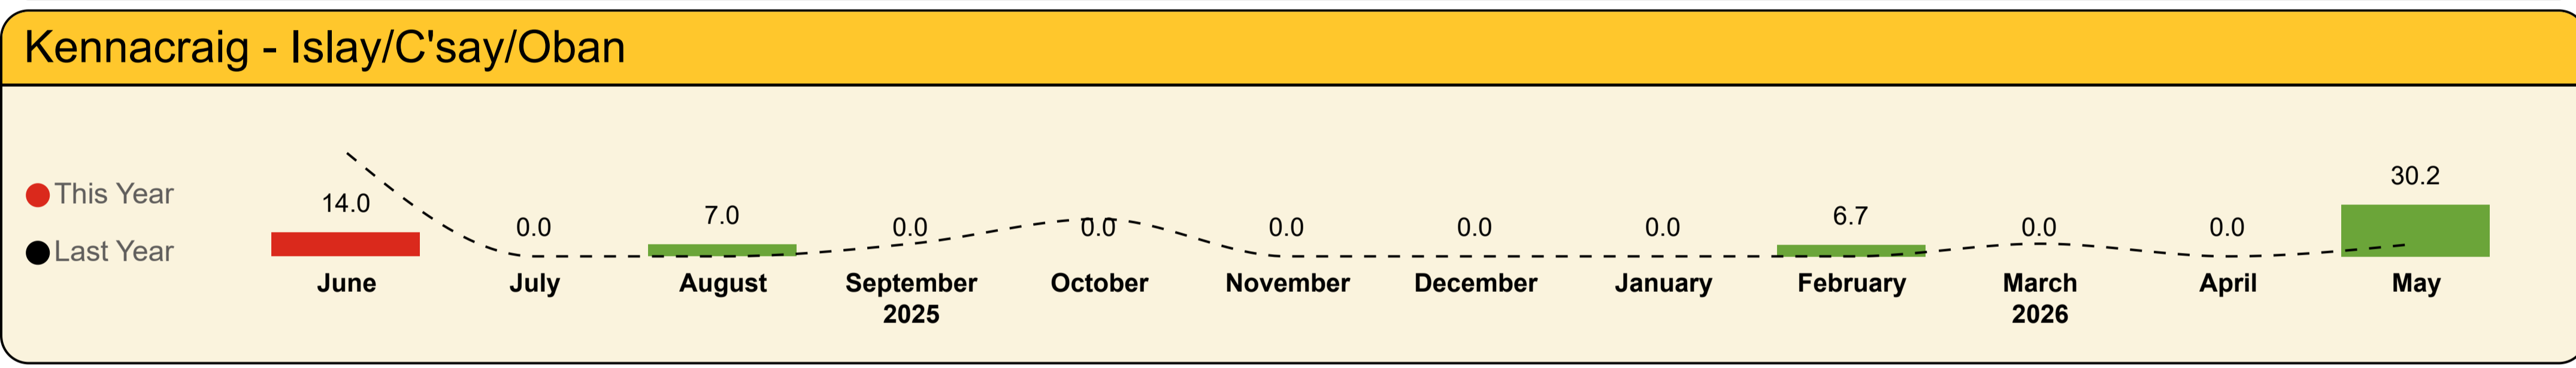 Kennacraig - Islay/C'say/Oban
This Year
Last Year
14.0 0.0 7.0 0.0 0.0 0.0 0.0 0.0 6.7 0.0 0.0 30.2
June July August September October November December January February March April May
2025 2026